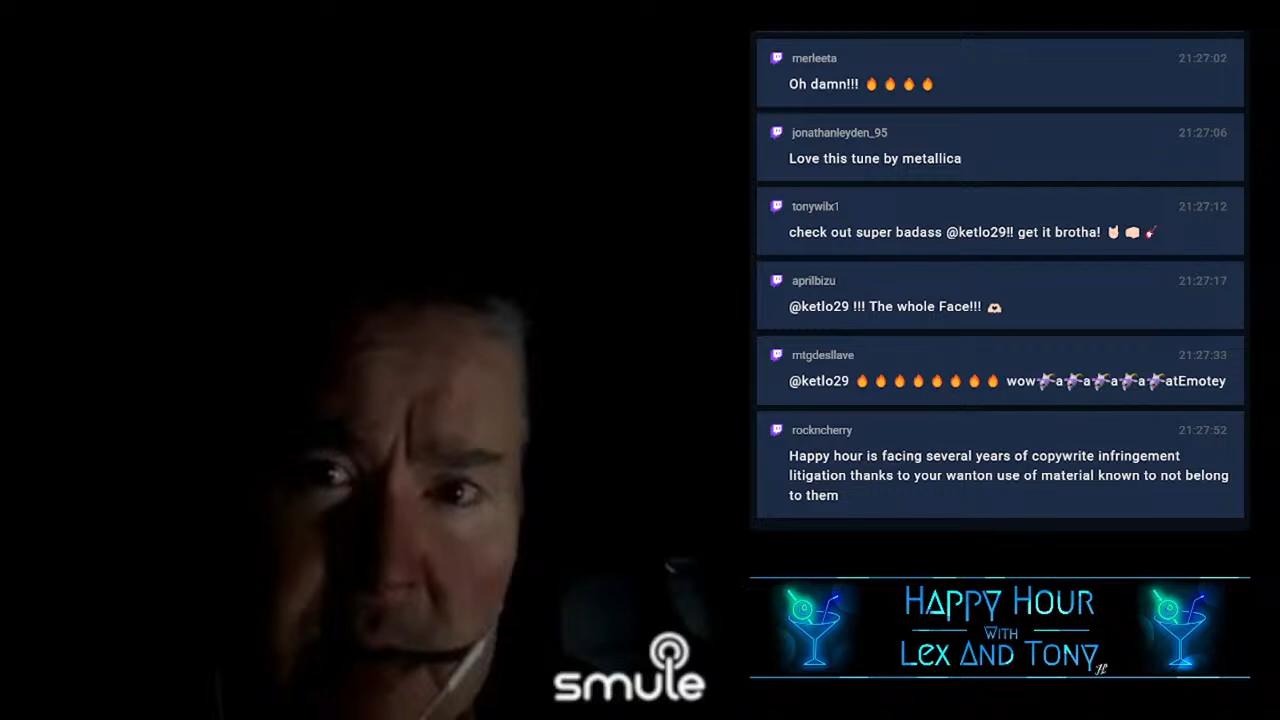 merleeta 21:27:02
Oh damn!!! 🔥 🔥 🔥 🔥
jonathanleyden_95 21:27:06
Love this tune by metallica
tonywilx1 21:27:12
check out super badass @ketlo29!! get it brotha! 🤘🏻 👊🏻 🎸
aprilbizu 21:27:17
@ketlo29 !!! The whole Face!!! 🫶🏻
mtgdesllave 21:27:33
@ketlo29 🔥 🔥 🔥 🔥 🔥 🔥 🔥 🔥 wow a a a a atEmotey
rockncherry 21:27:52
Happy hour is facing several years of copywrite infringement
litigation thanks to your wanton use of material known to not belong
to them
smule
Happy Hour
with
Lex And Tony